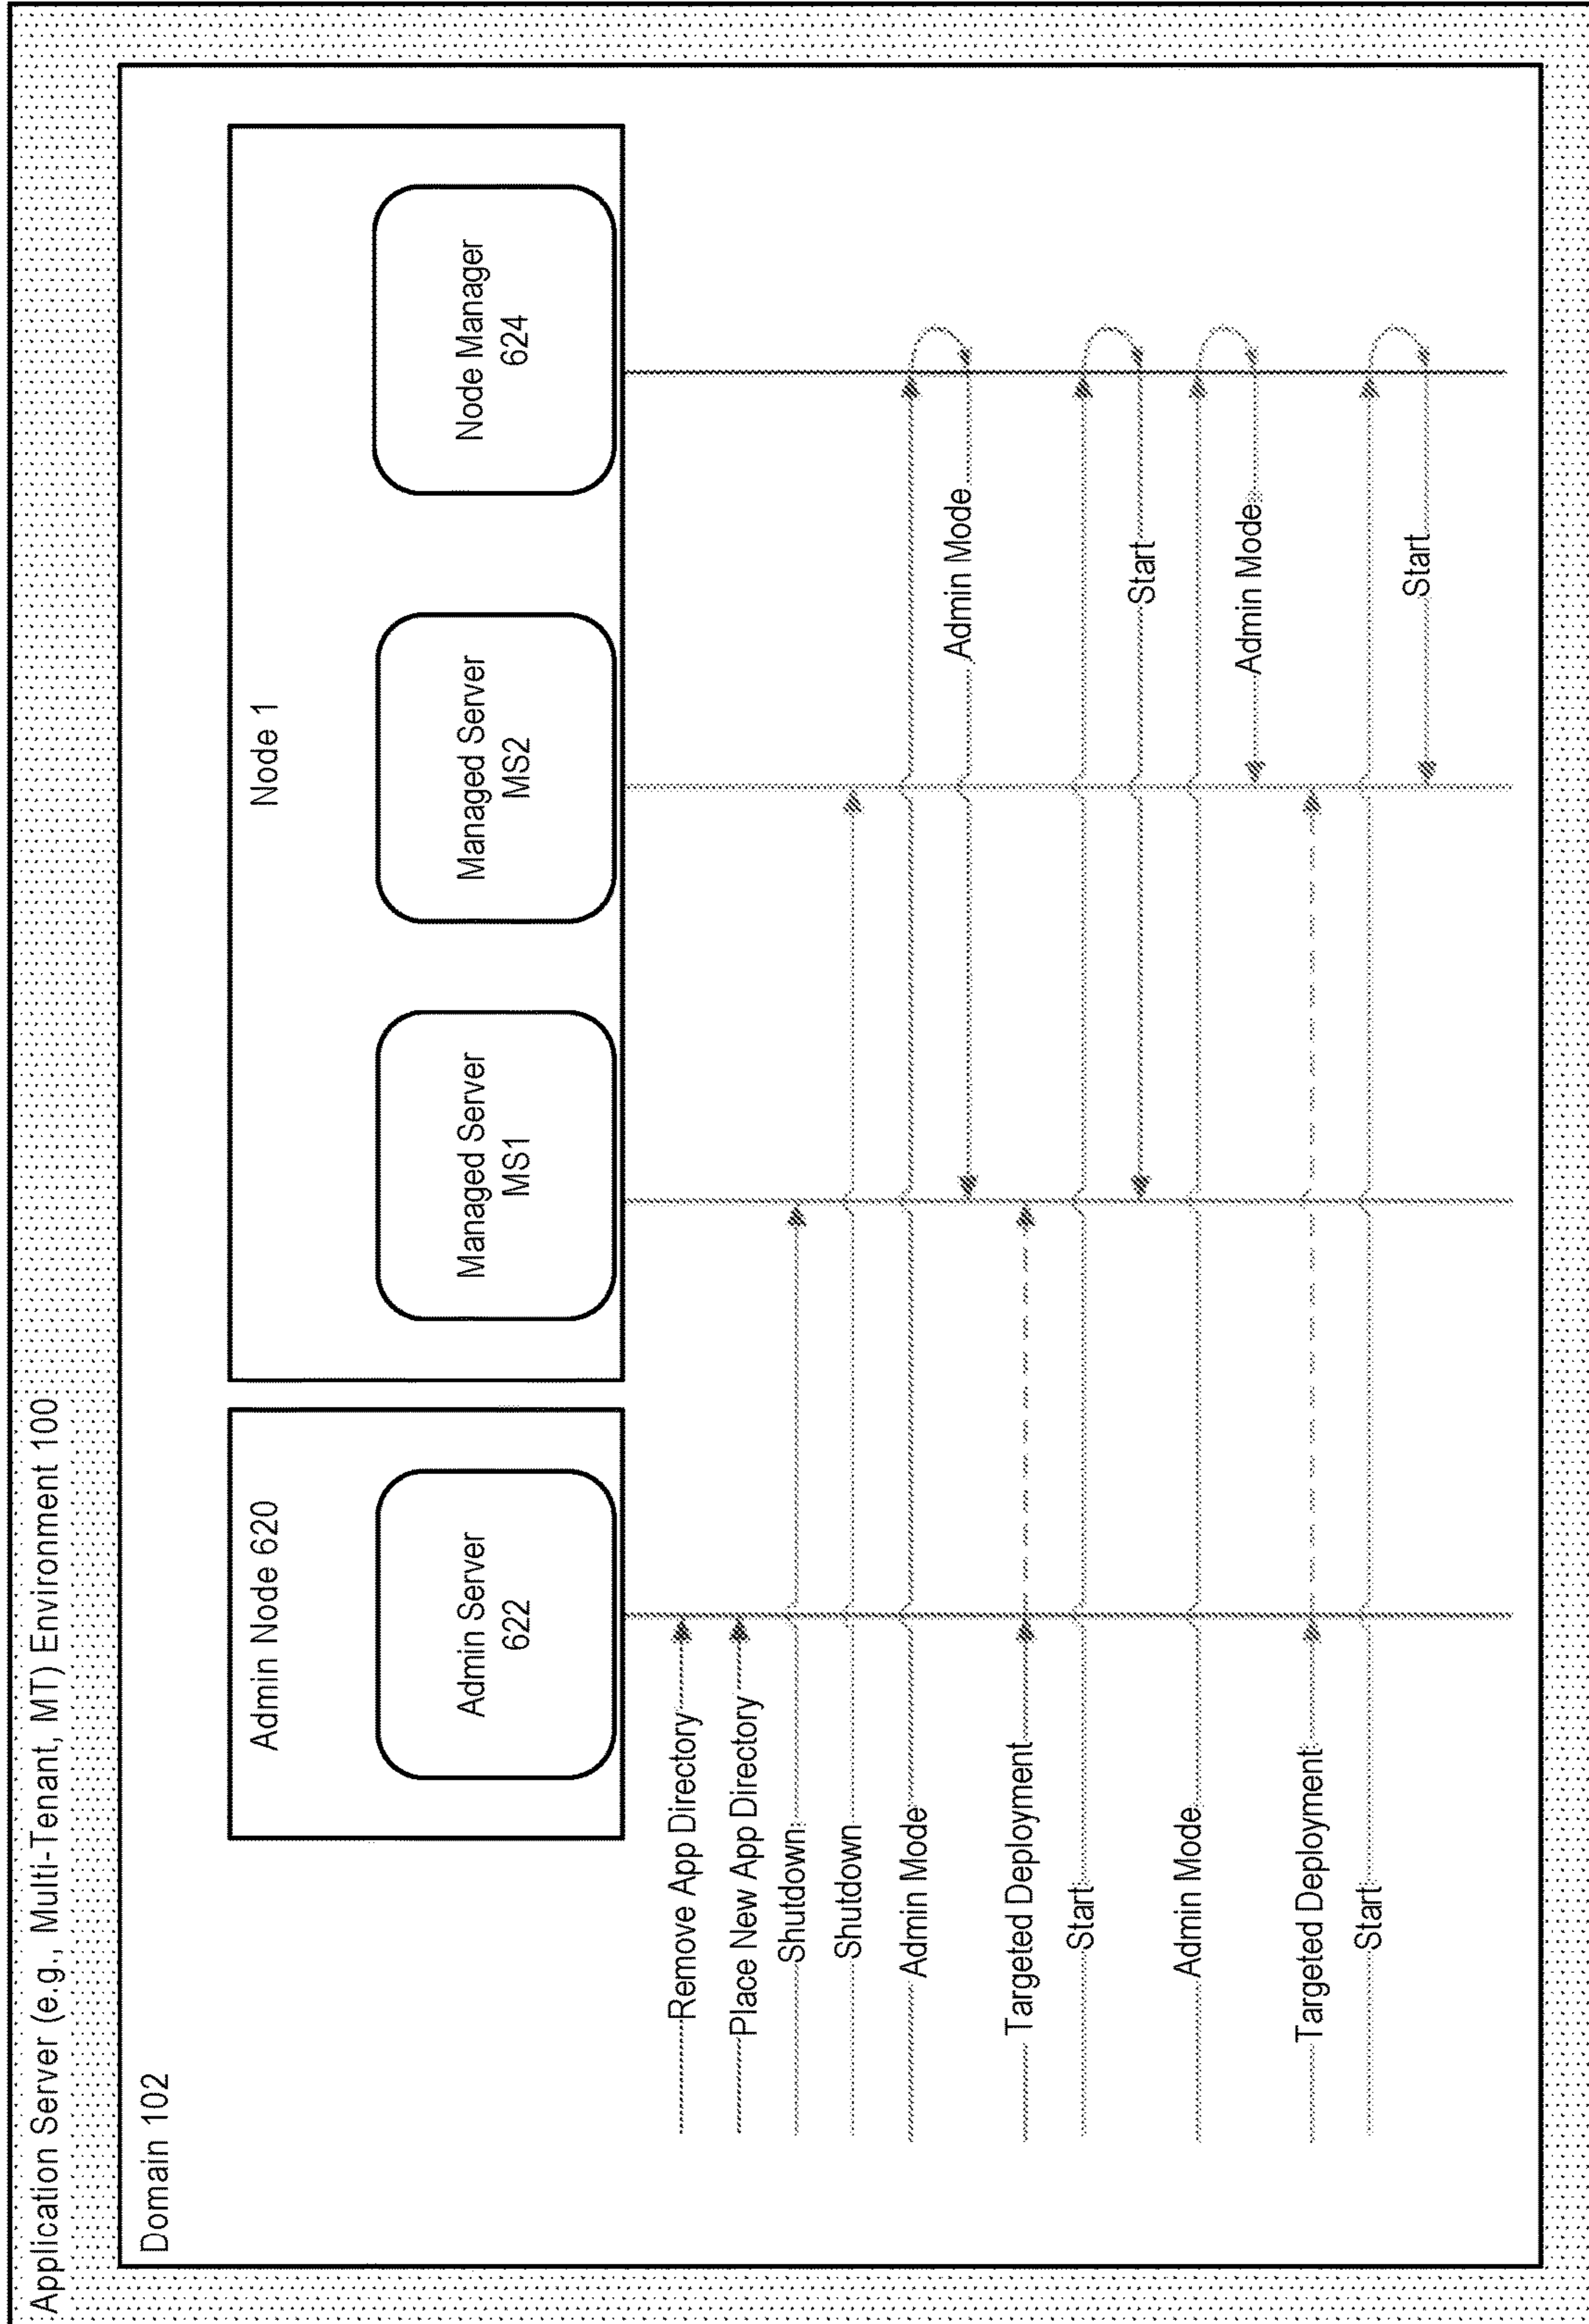 Application Server (e.g., Multi-Tenant, MT) Environment 100
Domain 102
Admin Node 620
Node 1
Admin Server
622
Managed Server
MS1
Managed Server
MS2
Node Manager
624
Remove App Directory
Place New App Directory
Shutdown
Shutdown
Admin Mode
Admin Mode
Targeted Deployment
Start
Start
Admin Mode
Admin Mode
Targeted Deployment
Start
Start